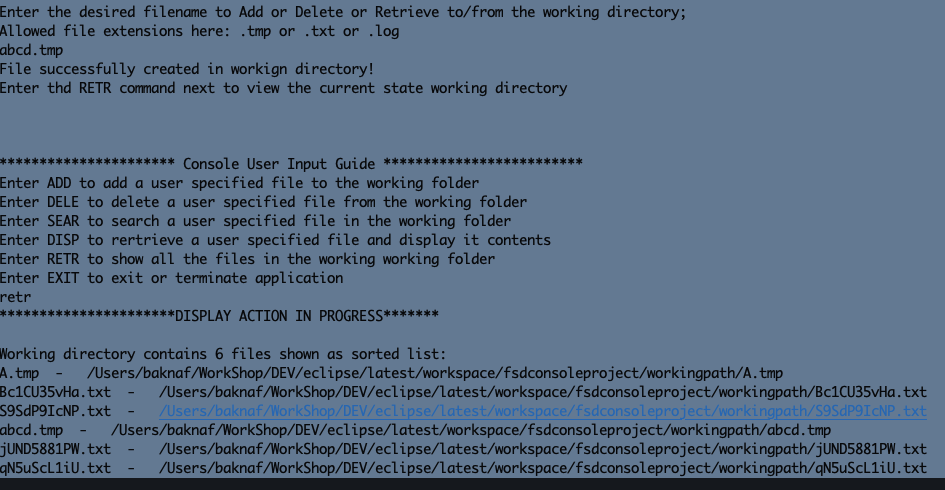 Enter the desired filename to Add or Delete or Retrieve to/from the working directory;
Allowed file extensions here: .tmp or .txt or .log
abcd.tmp
File successfully created in workign directory!
Enter thd RETR command next to view the current state working directory
********************** Console User Input Guide *************************
Enter ADD to add a user specified file to the working folder
Enter DELE to delete a user specified file from the working folder
Enter SEAR to search a user specified file in the working folder
Enter DISP to rertrieve a user specified file and display it contents
Enter RETR to show all the files in the working working folder
Enter EXIT to exit or terminate application
retr
**********************DISPLAY ACTION IN PROGRESS*******
Working directory contains 6 files shown as sorted list:
A.tmp  -   /Users/baknaf/WorkShop/DEV/eclipse/latest/workspace/fsdconsoleproject/workingpath/A.tmp
Bc1CU35vHa.txt  -   /Users/baknaf/WorkShop/DEV/eclipse/latest/workspace/fsdconsoleproject/workingpath/Bc1CU35vHa.txt
S9SdP9IcNP.txt  -   /Users/baknaf/WorkShop/DEV/eclipse/latest/workspace/fsdconsoleproject/workingpath/S9SdP9IcNP.txt
abcd.tmp  -   /Users/baknaf/WorkShop/DEV/eclipse/latest/workspace/fsdconsoleproject/workingpath/abcd.tmp
jUND5881PW.txt  -   /Users/baknaf/WorkShop/DEV/eclipse/latest/workspace/fsdconsoleproject/workingpath/jUND5881PW.txt
qN5uScL1iU.txt  -   /Users/baknaf/WorkShop/DEV/eclipse/latest/workspace/fsdconsoleproject/workingpath/qN5uScL1iU.txt